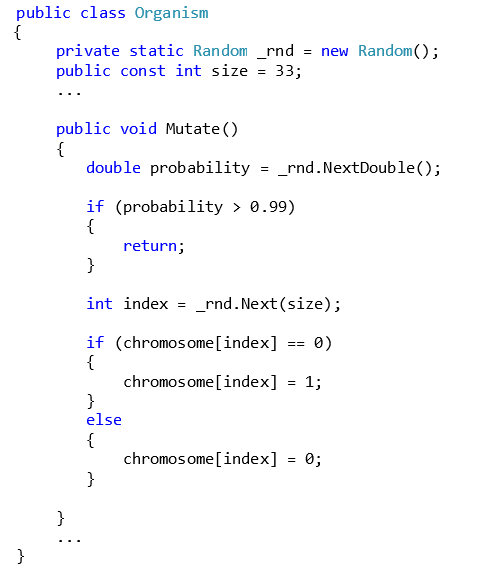 public class Organism
{
    private static Random _rnd = new Random();
    public const int size = 33;
    ...
    public void Mutate()
    {
        double probability = _rnd.NextDouble();
        if (probability > 0.99)
        {
            return;
        }
        int index = _rnd.Next(size);
        if (chromosome[index] == 0)
        {
            chromosome[index] = 1;
        }
        else
        {
            chromosome[index] = 0;
        }
    }
    ...
}